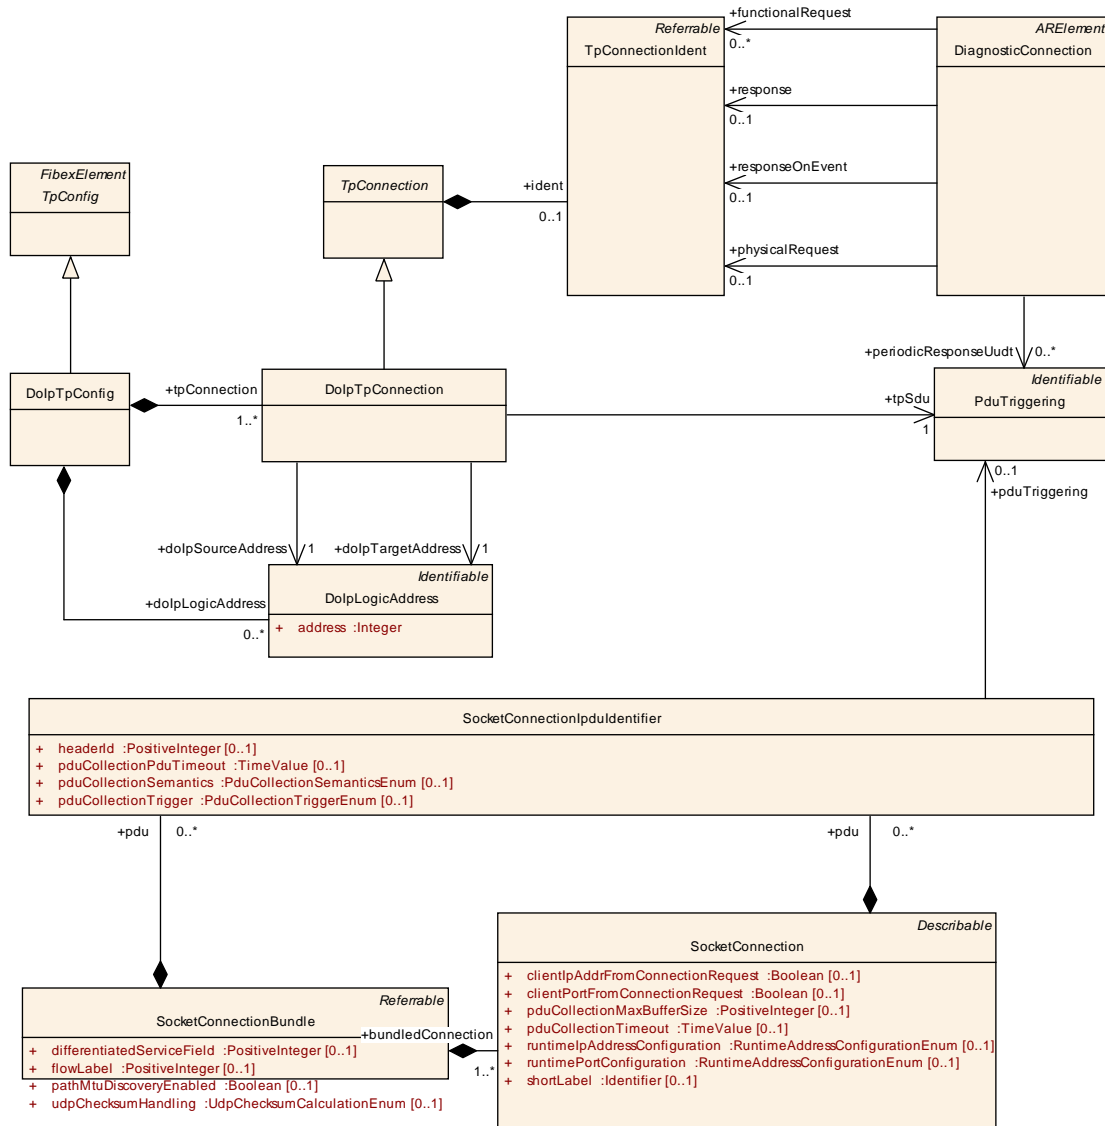 +functionalRequest
0..*
Referrable
TpConnectionIdent
ARElement
DiagnosticConnection
+response
0..1
+responseOnEvent
0..1
+physicalRequest
0..1
FibexElement
TpConfig
TpConnection
+ident
0..1
+periodicResponseUudt
0..*
DoIpTpConfig
+tpConnection
1..*
DoIpTpConnection
+tpSdu
1
Identifiable
PduTriggering
0..1
+pduTriggering
+doIpSourceAddress
1
+doIpTargetAddress
1
+doIpLogicAddress
0..*
Identifiable
DoIpLogicAddress
+ address :Integer
SocketConnectionIpduIdentifier
+ headerId :PositiveInteger [0..1]
+ pduCollectionPduTimeout :TimeValue [0..1]
+ pduCollectionSemantics :PduCollectionSemanticsEnum [0..1]
+ pduCollectionTrigger :PduCollectionTriggerEnum [0..1]
+pdu
0..*
+pdu
0..*
Describable
SocketConnection
+ clientIpAddrFromConnectionRequest :Boolean [0..1]
+ clientPortFromConnectionRequest :Boolean [0..1]
+ pduCollectionMaxBufferSize :PositiveInteger [0..1]
+ pduCollectionTimeout :TimeValue [0..1]
+ runtimeIpAddressConfiguration :RuntimeAddressConfigurationEnum [0..1]
+ runtimePortConfiguration :RuntimeAddressConfigurationEnum [0..1]
+ shortLabel :Identifier [0..1]
Referrable
SocketConnectionBundle
+ differentiatedServiceField :PositiveInteger [0..1]
+ flowLabel :PositiveInteger [0..1]
+ pathMtuDiscoveryEnabled :Boolean [0..1]
+ udpChecksumHandling :UdpChecksumCalculationEnum [0..1]
+bundledConnection
1..*